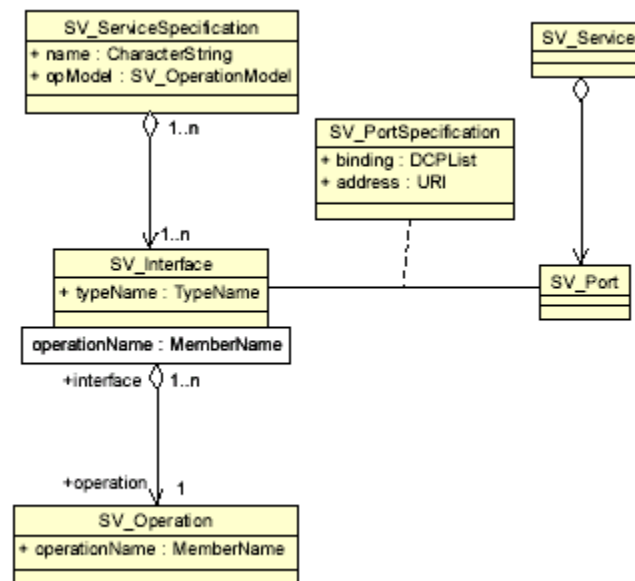 SV_ServiceSpecification
+ name : CharacterString
+ opModel : SV_OperationModel
1..n
SV_Service
SV_PortSpecification
+ binding : DCPList
+ address : URI
1..n
SV_Interface
+ typeName : TypeName
SV_Port
operationName : MemberName
+interface
1..n
+operation
1
SV_Operation
+ operationName : MemberName